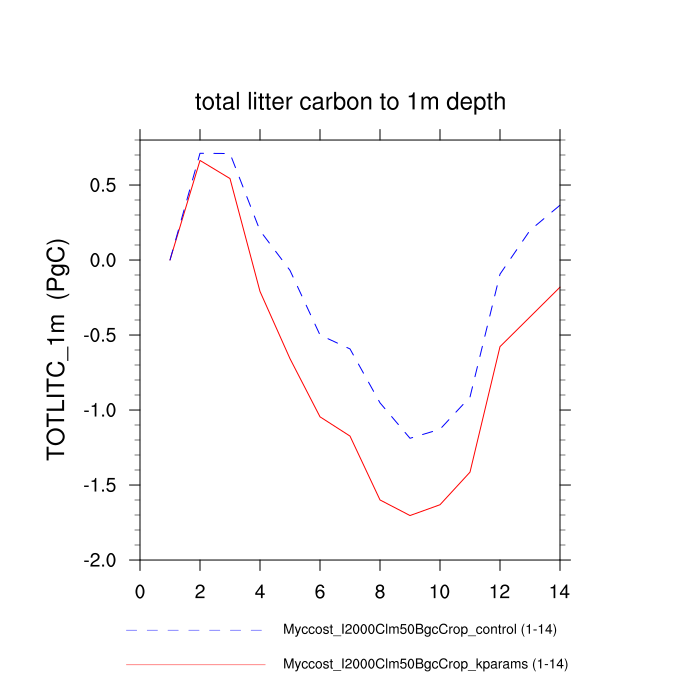 total litter carbon to 1m depth
TOTLITC_1m (PgC)
0.5
0.0
-0.5
-1.0
-1.5
-2.0
0 2 4 6 8 10 12 14
Myccost_I2000Clm50BgcCrop_control (1-14)
Myccost_I2000Clm50BgcCrop_kparams (1-14)